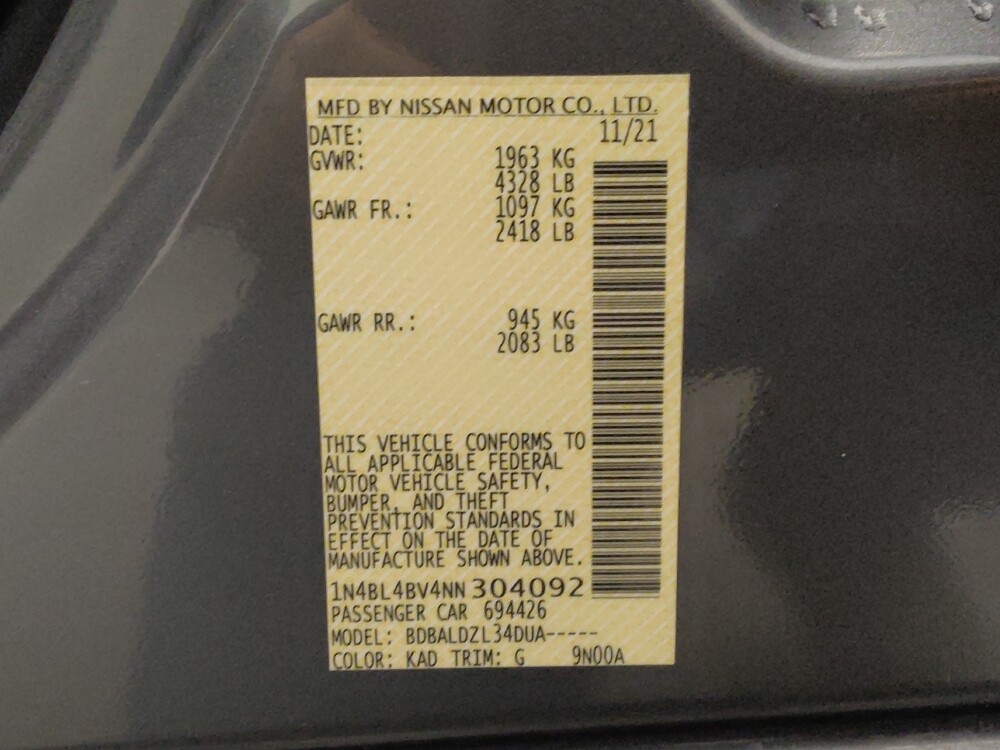 MFD BY NISSAN MOTOR CO., LTD.
DATE: 11/21
GVWR: 1963 KG
4328 LB
GAWR FR.: 1097 KG
2418 LB
GAWR RR.: 945 KG
2083 LB
THIS VEHICLE CONFORMS TO
ALL APPLICABLE FEDERAL
MOTOR VEHICLE SAFETY,
BUMPER, AND THEFT
PREVENTION STANDARDS IN
EFFECT ON THE DATE OF
MANUFACTURE SHOWN ABOVE.
1N4BL4BV4NN304092
PASSENGER CAR 694426
MODEL: BDBALDZL34DUA-----
COLOR: KAD TRIM: G 9N00A